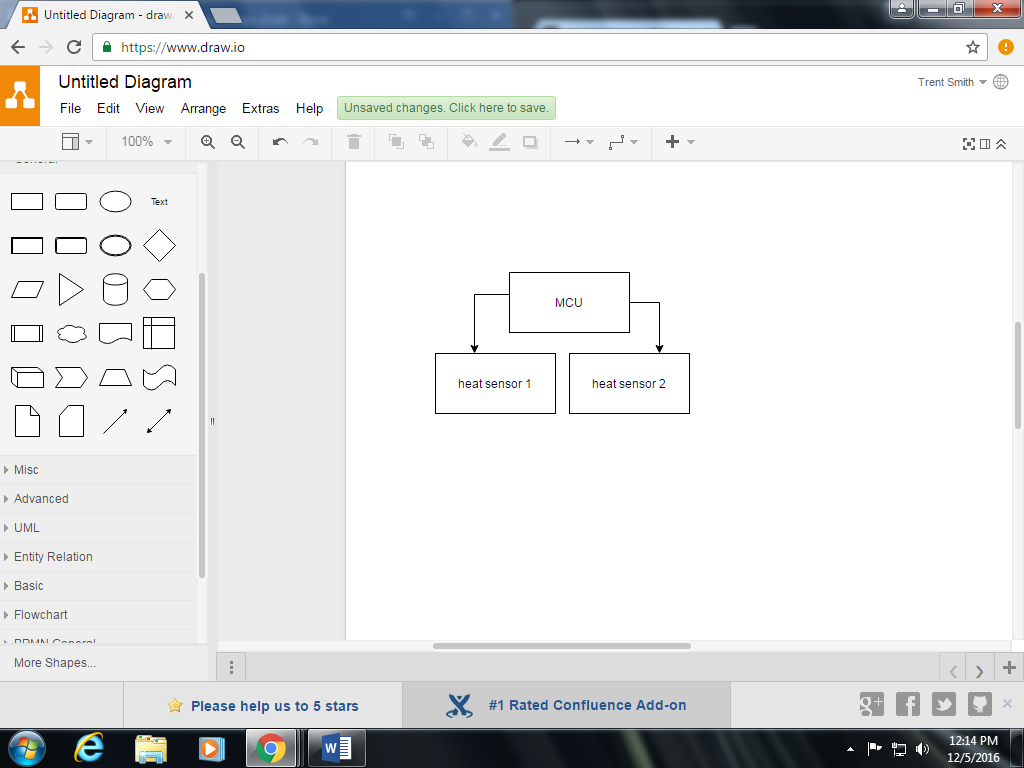 Untitled Diagram - draw.
https://www.draw.io
Untitled Diagram
Trent Smith
File Edit View Arrange Extras Help Unsaved changes. Click here to save.
100%
General
Text
MCU
heat sensor 1 heat sensor 2
Misc
Advanced
UML
Entity Relation
Basic
Flowchart
BPMN General
More Shapes...
Please help us to 5 stars
#1 Rated Confluence Add-on
12:14 PM
12/5/2016